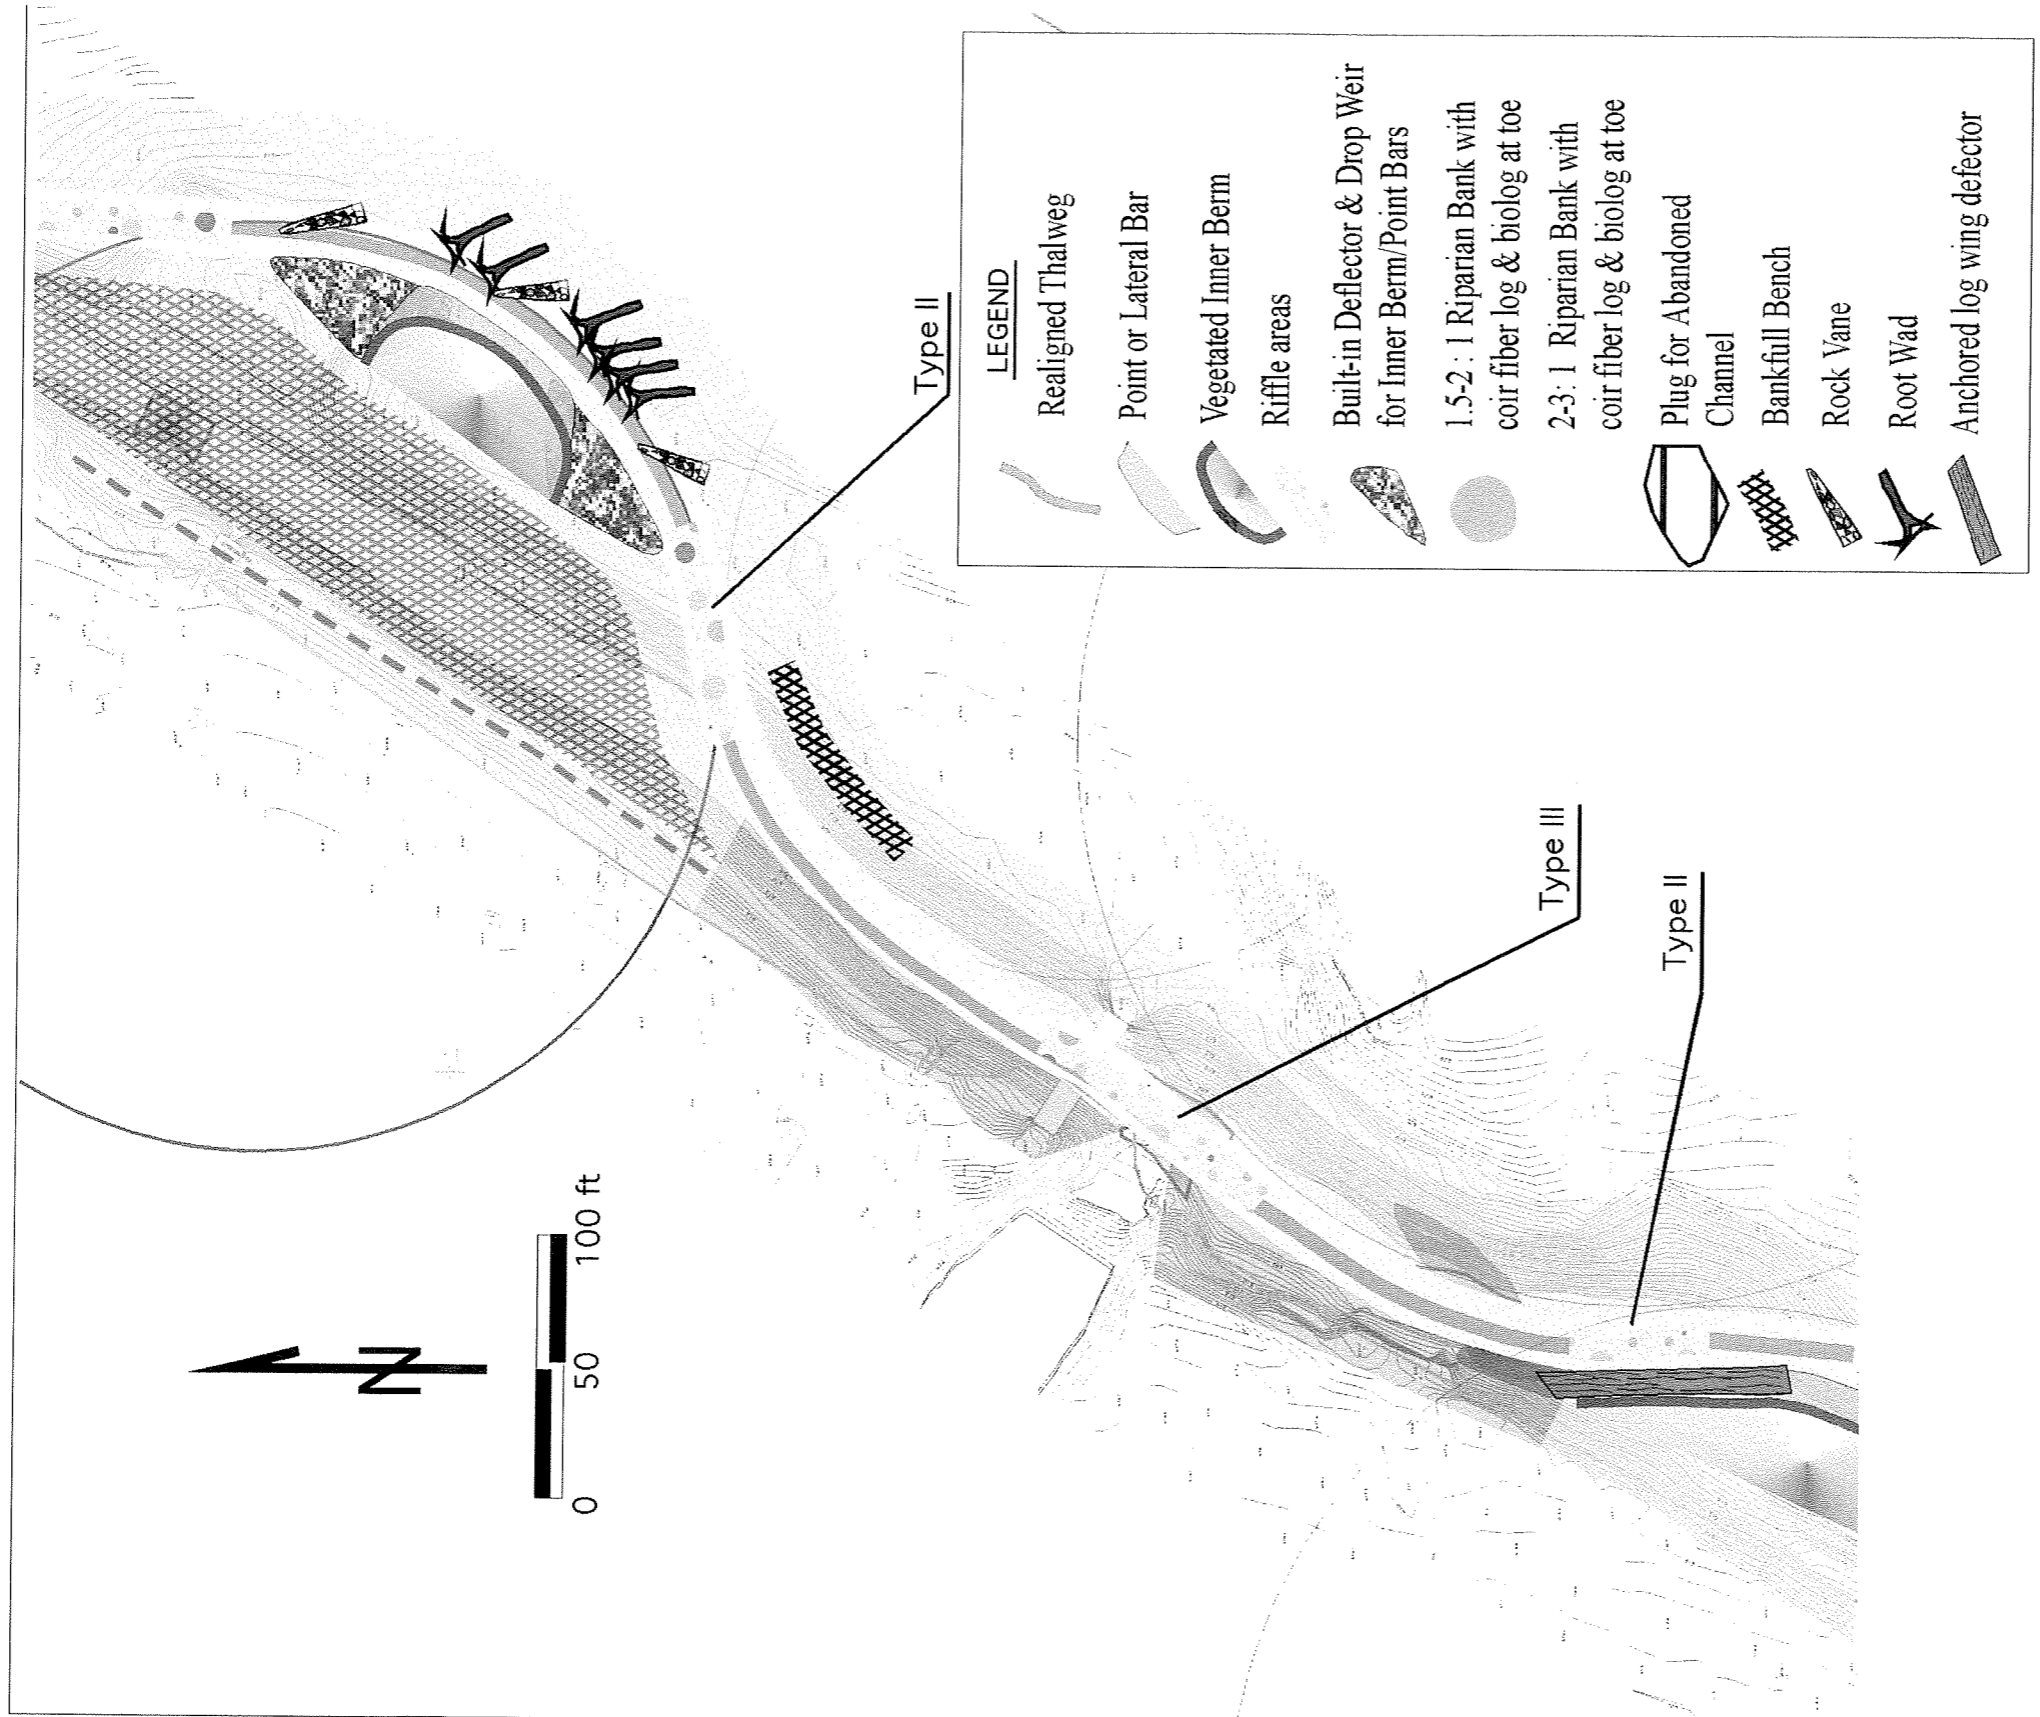 LEGEND
Realigned Thalweg
Point or Lateral Bar
Vegetated Inner Berm
Riffle areas
Built-in Deflector & Drop Weir
for Inner Berm/Point Bars
1.5-2 : 1 Riparian Bank with
coir fiber log & biolog at toe
2-3: 1 Riparian Bank with
coir fiber log & biolog at toe
Plug for Abandoned
Channel
Bankfull Bench
Rock Vane
Root Wad
Anchored log wing defector
Type II
Type III
Type II
N
0
50
100 ft